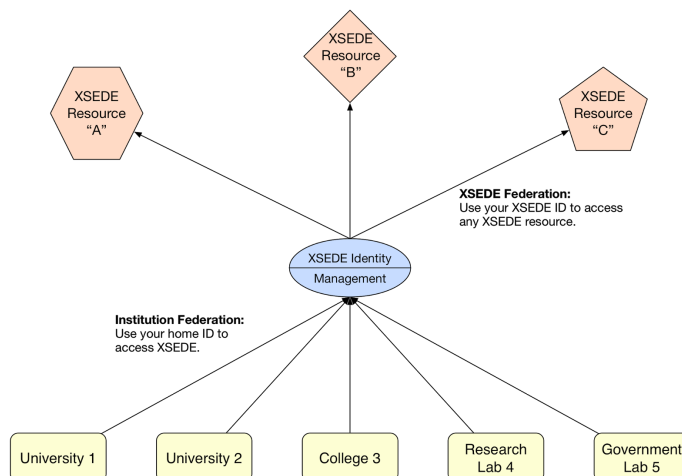 XSEDE
Resource
“B”
XSEDE
Resource
“A”
XSEDE
Resource
“C”
XSEDE Federation:
Use your XSEDE ID to access
any XSEDE resource.
XSEDE Identity
Management
Institution Federation:
Use your home ID to
access XSEDE.
University 1
University 2
College 3
Research
Lab 4
Government
Lab 5